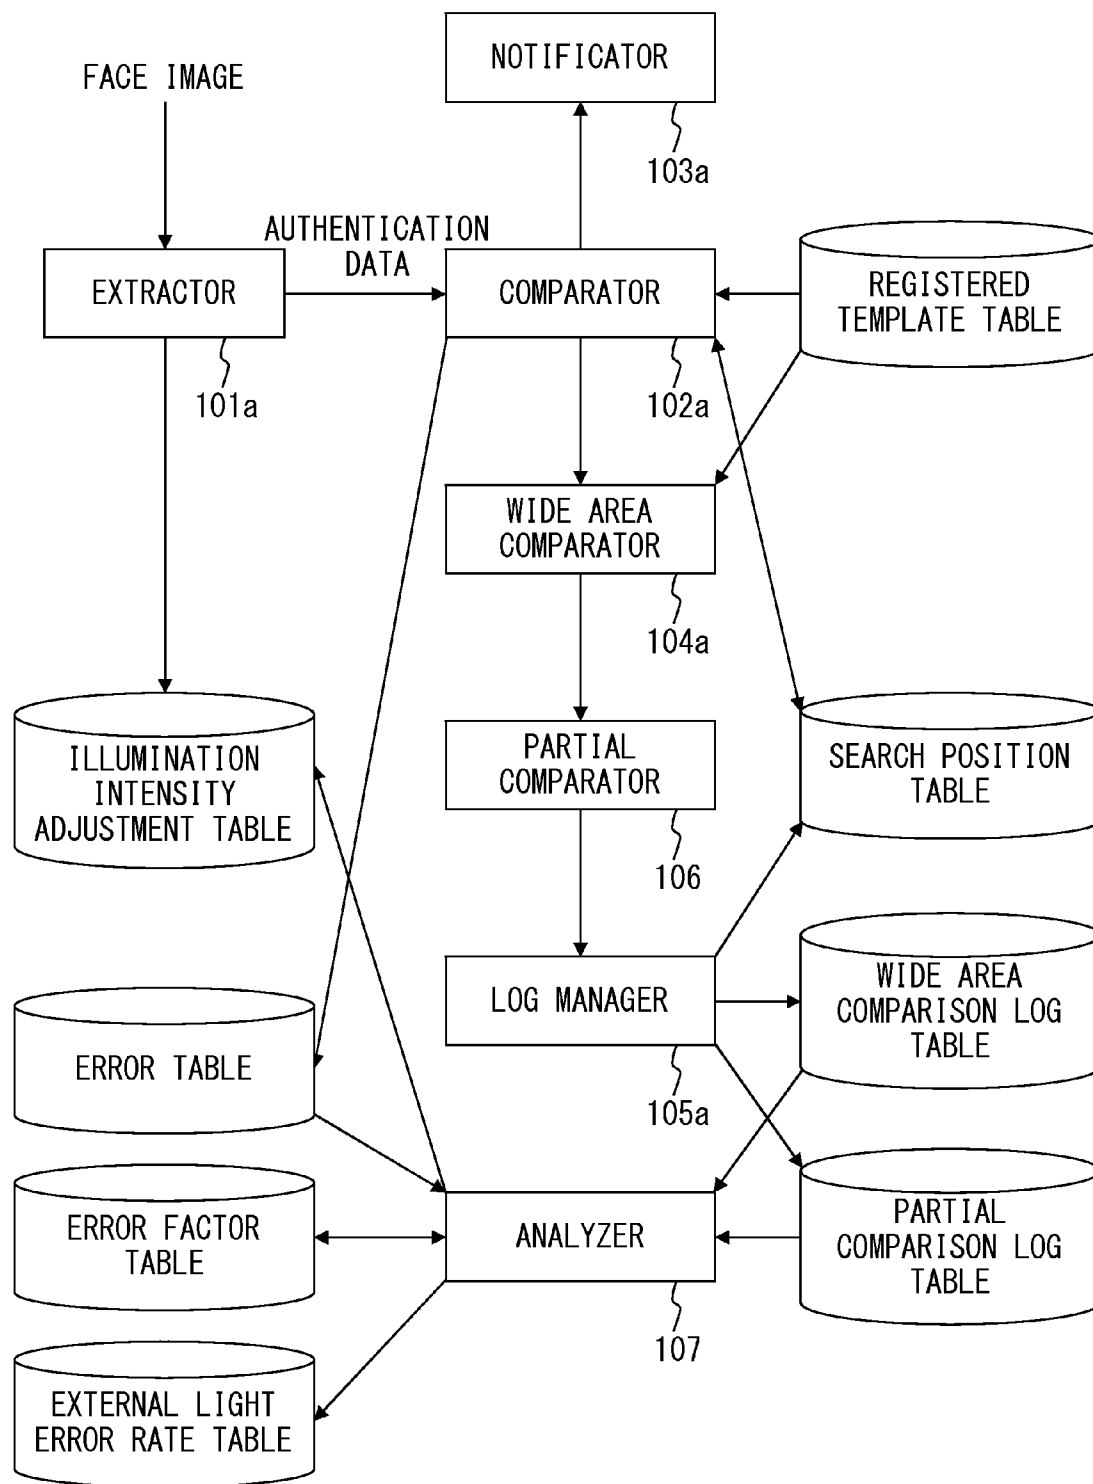 NOTIFICATOR
FACE IMAGE
103a
AUTHENTICATION
DATA
EXTRACTOR
COMPARATOR
REGISTERED
TEMPLATE TABLE
101a
102a
WIDE AREA
COMPARATOR
104a
ILLUMINATION
INTENSITY
ADJUSTMENT TABLE
PARTIAL
COMPARATOR
SEARCH POSITION
TABLE
106
LOG MANAGER
WIDE AREA
COMPARISON LOG
TABLE
ERROR TABLE
105a
ERROR FACTOR
TABLE
ANALYZER
PARTIAL
COMPARISON LOG
TABLE
107
EXTERNAL LIGHT
ERROR RATE TABLE